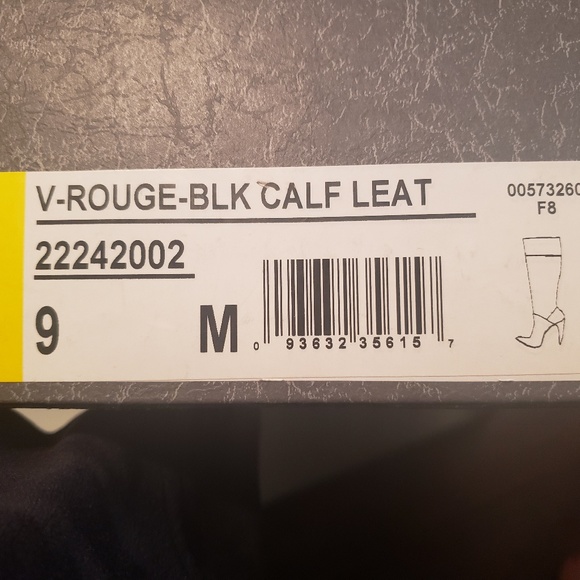 V-ROUGE-BLK CALF LEAT
00573260
F8
22242002
9 M
0 93632 35615 7